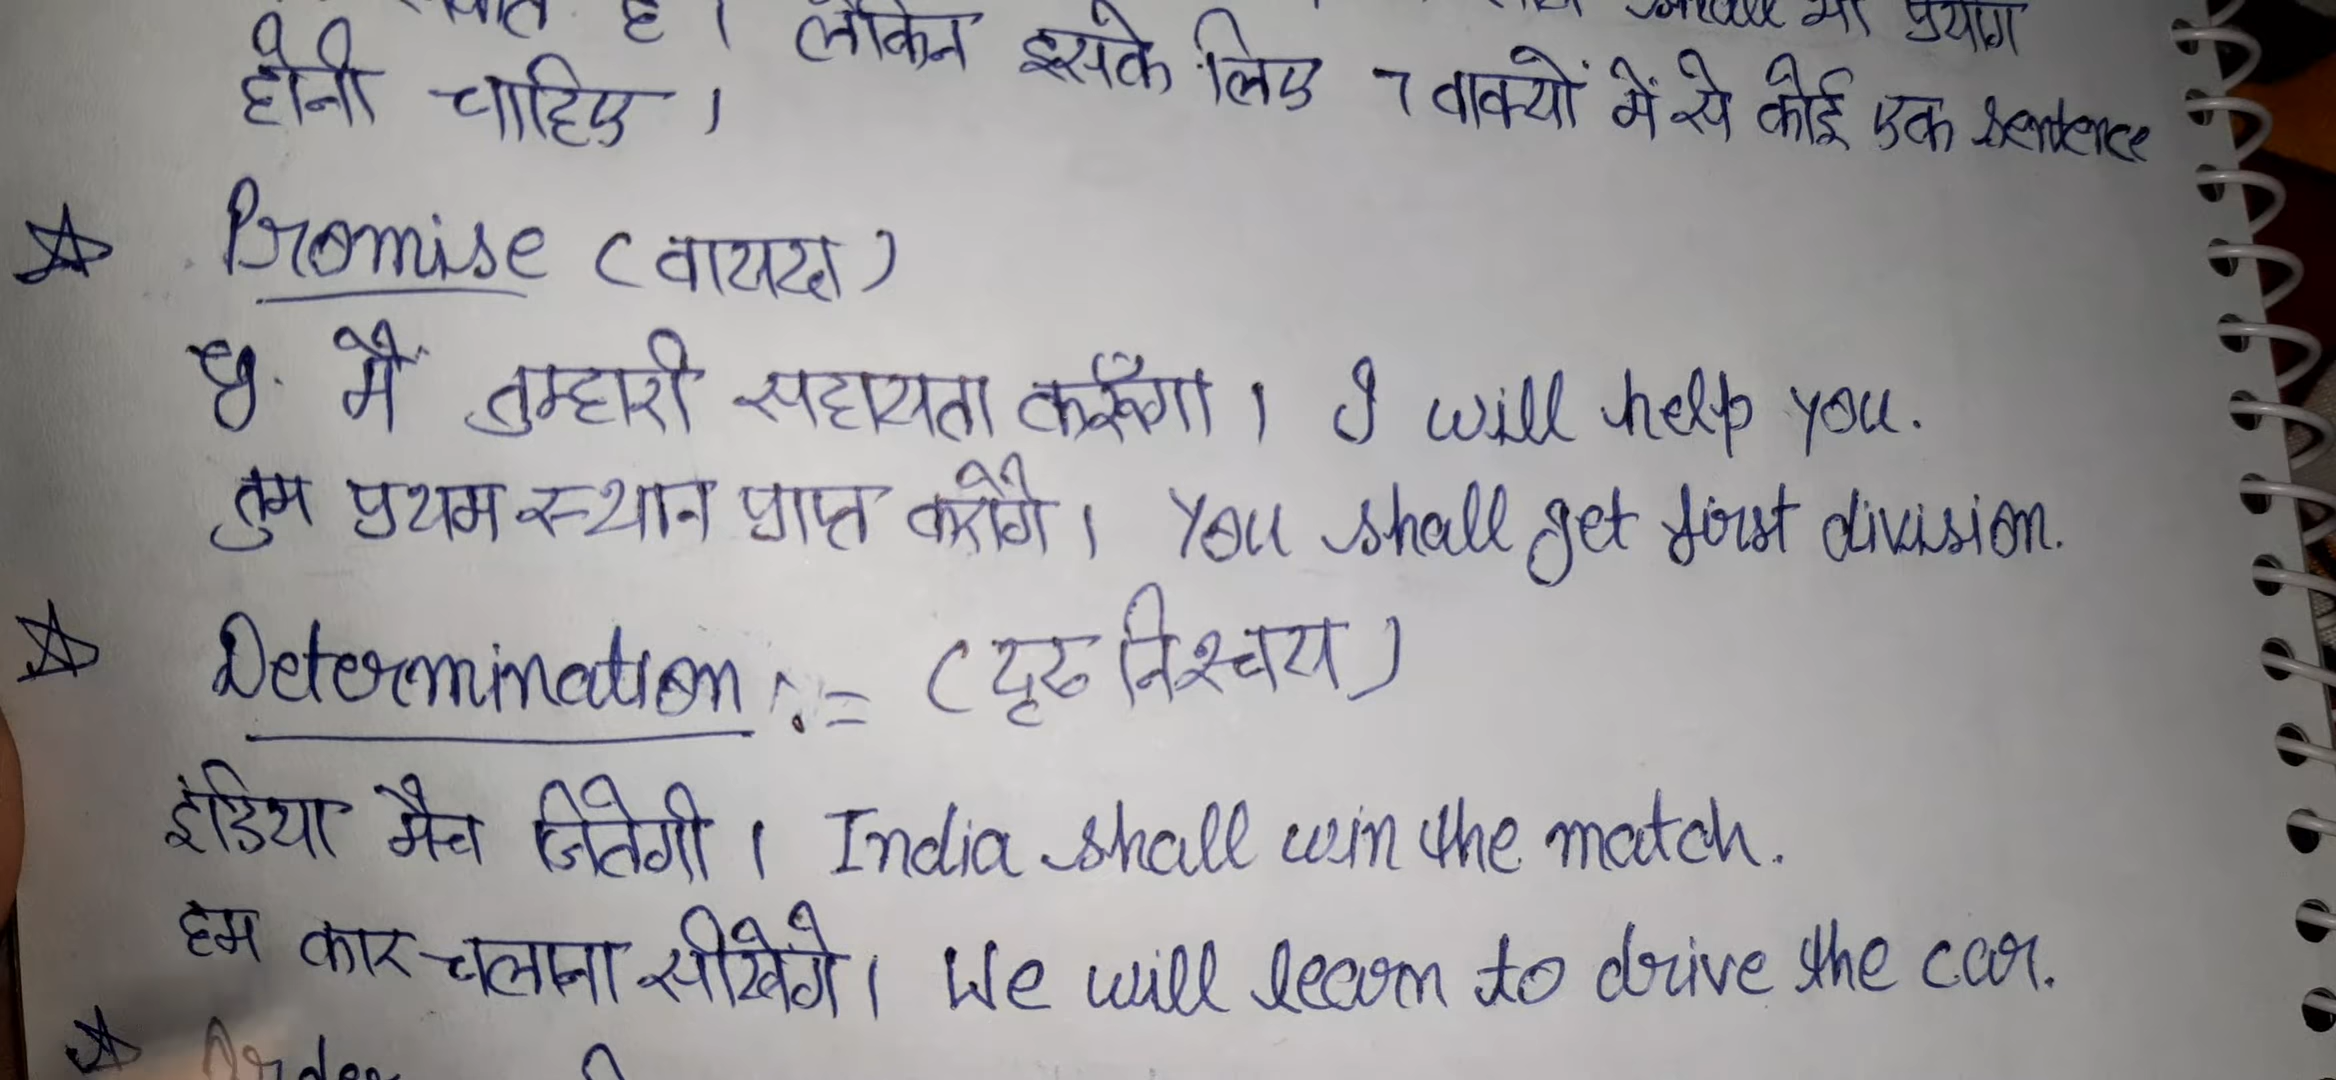 है। लेकिन इसके लिए 7 वाक्यों में से कोई एक sentence
होनी चाहिए।
Promise (वायदा)
eg. मैं तुम्हारी सहायता करूँगा। I will help you.
तुम प्रथम स्थान प्राप्त करोगे। You shall get first division.
Determination := (दृढ निश्चय)
इंडिया मैच जितेगी। India shall win the match.
हम कार चलाना सीखेंगे। We will learn to drive the car.
Order